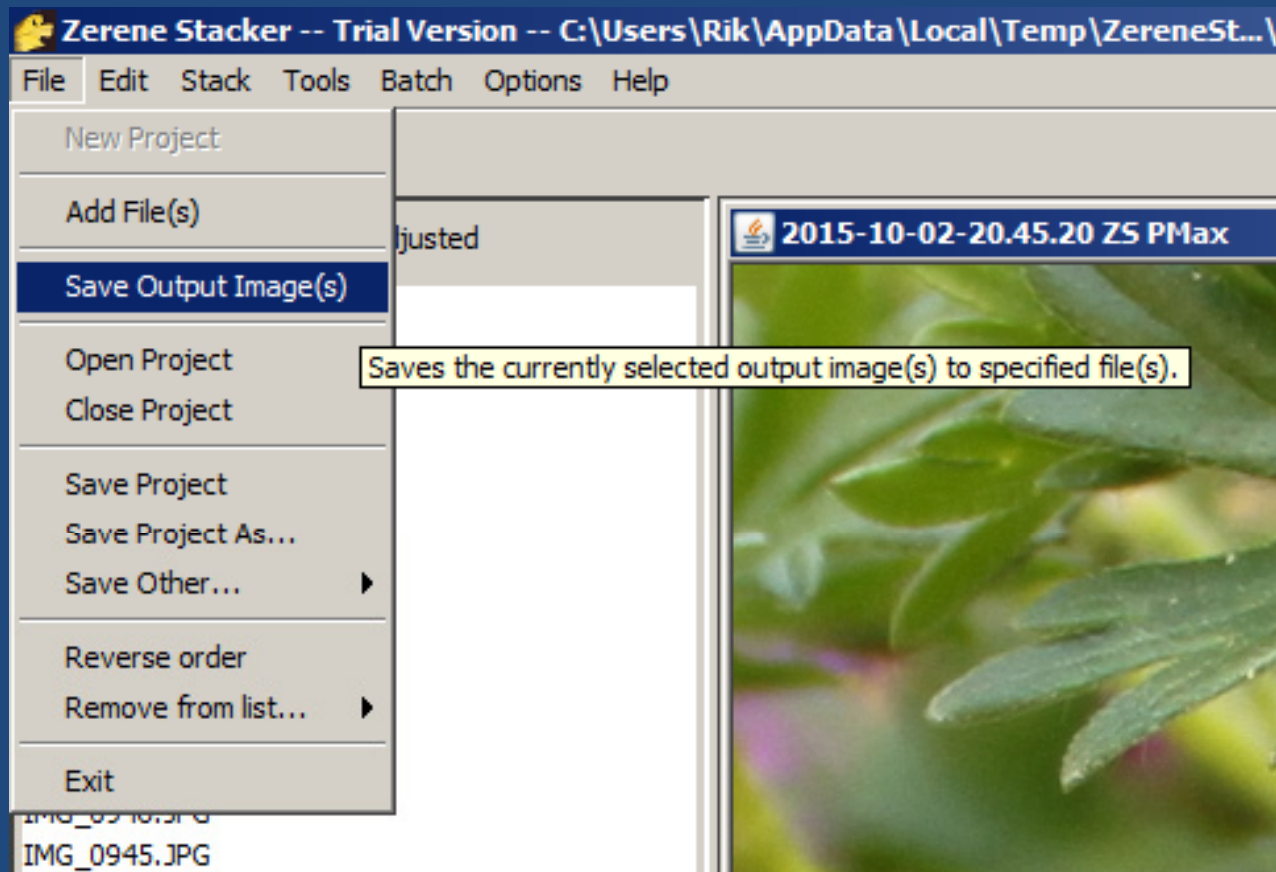 Zerene Stacker -- Trial Version -- C:\Users\Rik\AppData\Local\Temp\ZereneSt...\
File Edit Stack Tools Batch Options Help
New Project
Add File(s)
Save Output Image(s)
Open Project
Close Project
Save Project
Save Project As...
Save Other...
Reverse order
Remove from list...
Exit
justed
2015-10-02-20.45.20 ZS PMax
Saves the currently selected output image(s) to specified file(s).
IMG_0945.JPG